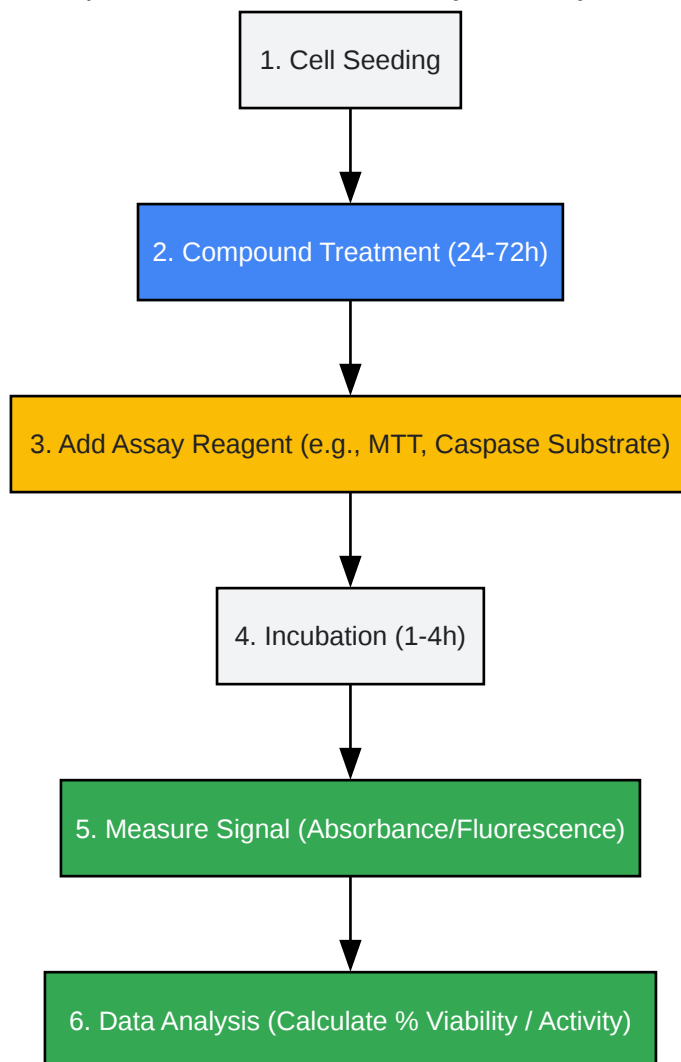 1. Cell Seeding
2. Compound Treatment (24-72h)
3. Add Assay Reagent (e.g., MTT, Caspase Substrate)
4. Incubation (1-4h)
5. Measure Signal (Absorbance/Fluorescence)
6. Data Analysis (Calculate % Viability / Activity)